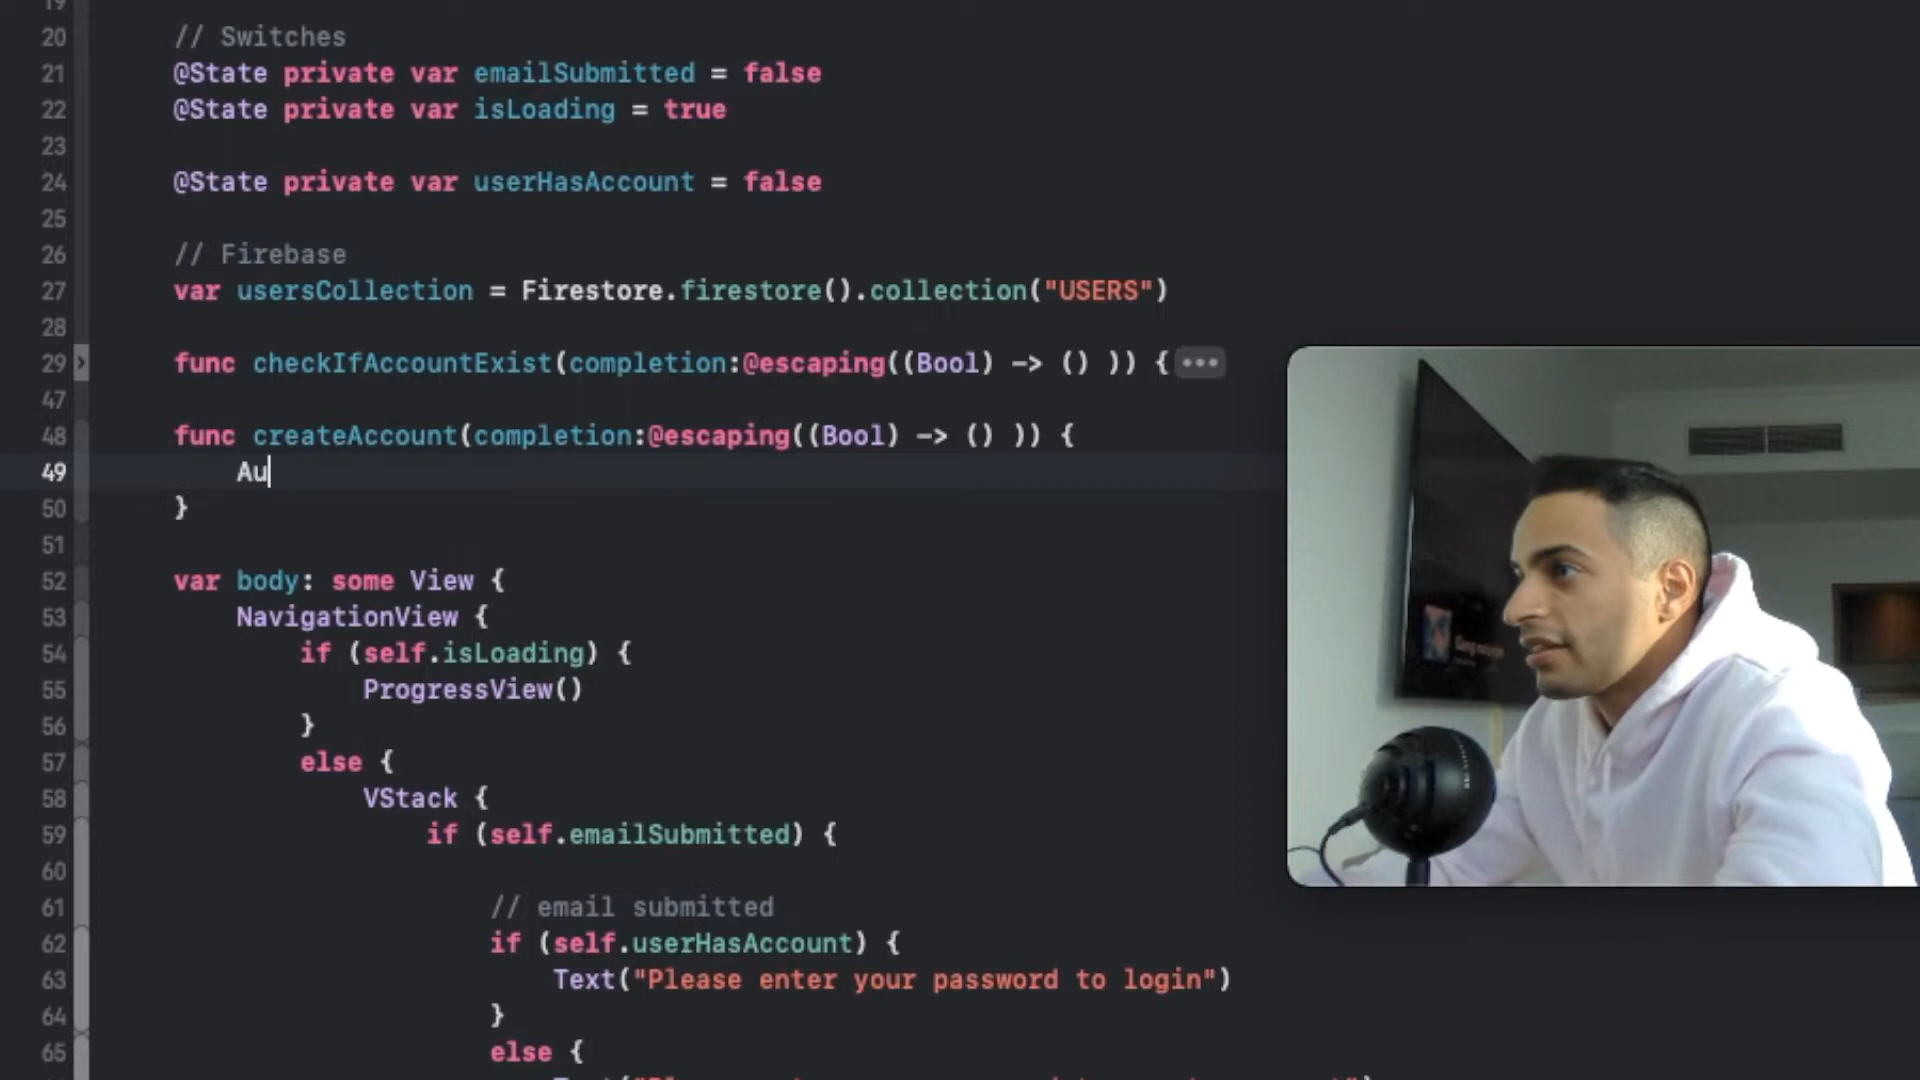 19
20 // Switches
21 @State private var emailSubmitted = false
22 @State private var isLoading = true
23
24 @State private var userHasAccount = false
25
26 // Firebase
27 var usersCollection = Firestore.firestore().collection("USERS")
28
29 func checkIfAccountExist(completion:@escaping((Bool) -> () )) { •••
47
48 func createAccount(completion:@escaping((Bool) -> () )) {
49 Au
50 }
51
52 var body: some View {
53 NavigationView {
54 if (self.isLoading) {
55 ProgressView()
56 }
57 else {
58 VStack {
59 if (self.emailSubmitted) {
60
61 // email submitted
62 if (self.userHasAccount) {
63 Text("Please enter your password to login")
64 }
65 else {